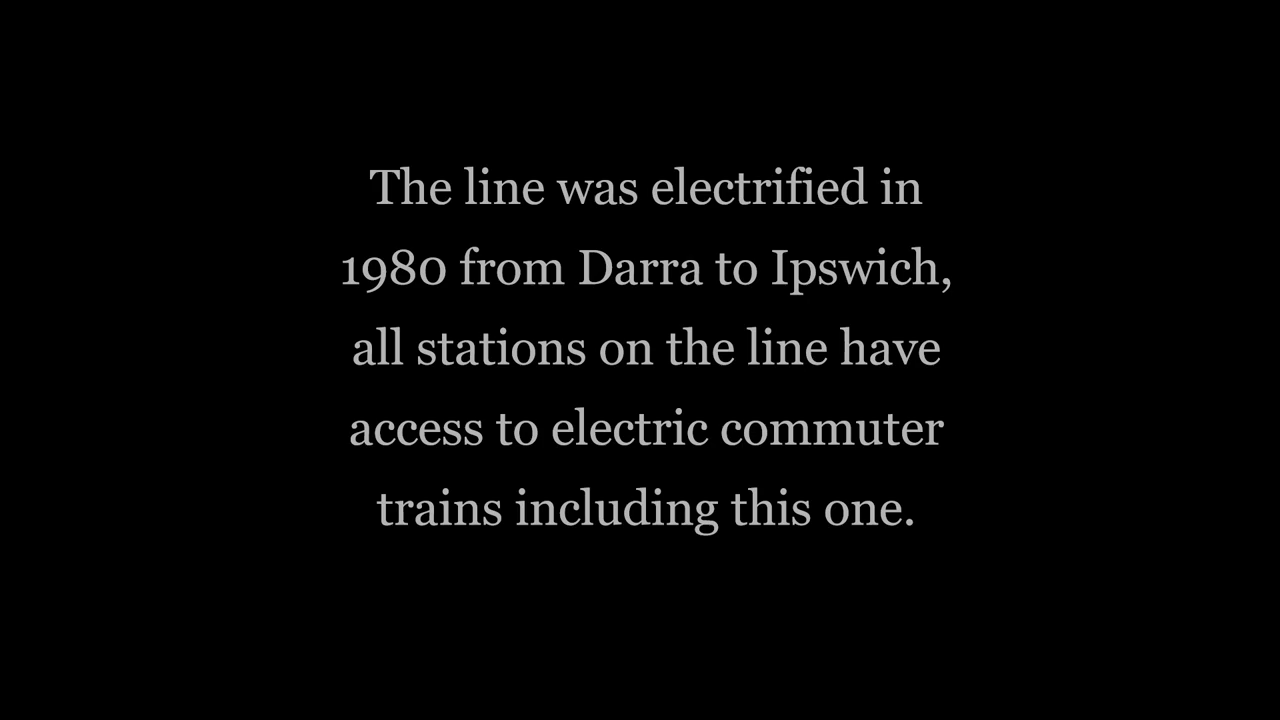 The line was electrified in
1980 from Darra to Ipswich,
all stations on the line have
access to electric commuter
trains including this one.